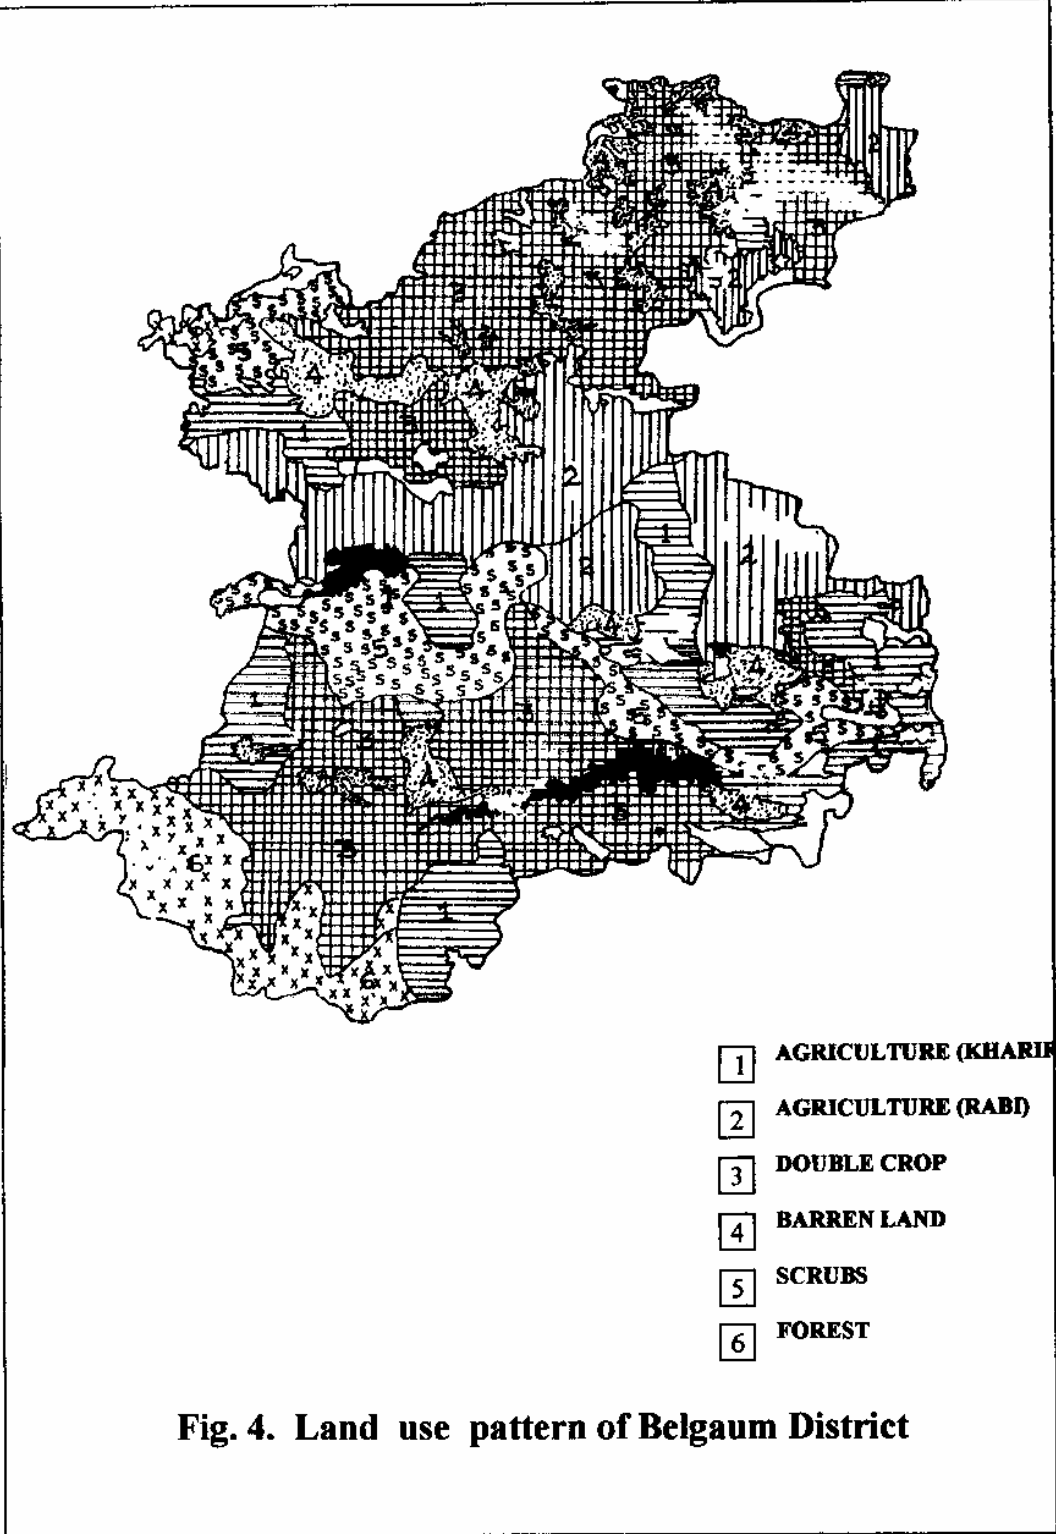 1 AGRICULTURE (KHARIF
2 AGRICULTURE (RABI)
3 DOUBLE CROP
4 BARREN LAND
5 SCRUBS
6 FOREST
Fig. 4. Land use pattern of Belgaum District